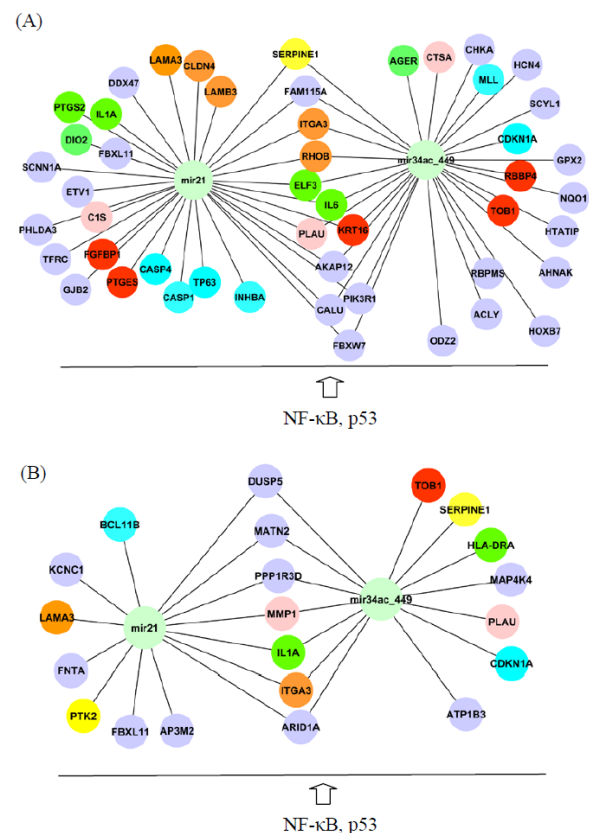 (A)
SERPINE1
AGER
CTSA
CHKA
LAMA3
CLDN4
HCN4
MLL
DDX47
LAMB3
FAM115A
PTGS2
IL1A
SCYL1
ITGA3
DIO2
CDKN1A
FBXL11
RHOB
mir34ac_449
GPX2
SCNN1A
mir21
RBBP4
ELF3
NQO1
ETV1
IL6
TOB1
C1S
PHLDA3
PLAU
KRT16
HTATIP
FGFBP1
TFRC
AKAP12
CASP4
RBPMS
AHNAK
PTGES
TP63
GJB2
PIK3R1
CASP1
INHBA
CALU
ACLY
HOXB7
ODZ2
FBXW7
NF-κB, p53
(B)
DUSP5
TOB1
SERPINE1
BCL11B
MATN2
HLA-DRA
KCNC1
PPP1R3D
MAP4K4
mir34ac_449
LAMA3
MMP1
PLAU
mir21
IL1A
CDKN1A
FNTA
ITGA3
PTK2
ATP1B3
FBXL11
AP3M2
ARID1A
NF-κB, p53